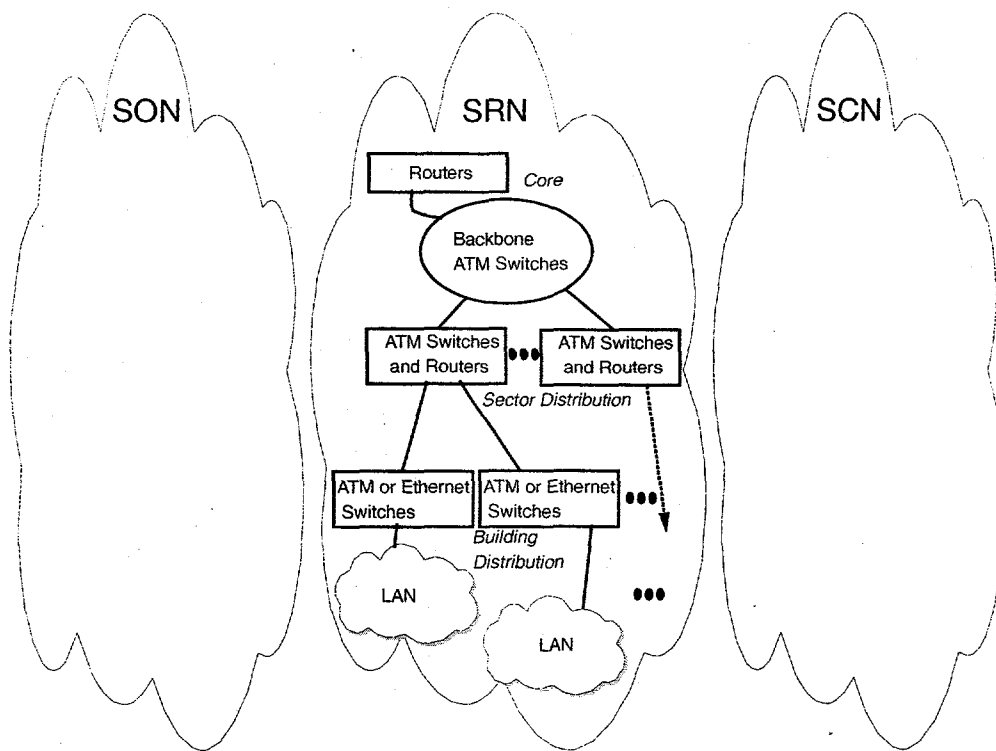 SON
SRN
SCN
Routers
Core
Backbone
ATM Switches
ATM Switches
and Routers
ATM Switches
and Routers
Sector Distribution
ATM or Ethernet
Switches
ATM or Ethernet
Switches
Building
Distribution
LAN
LAN